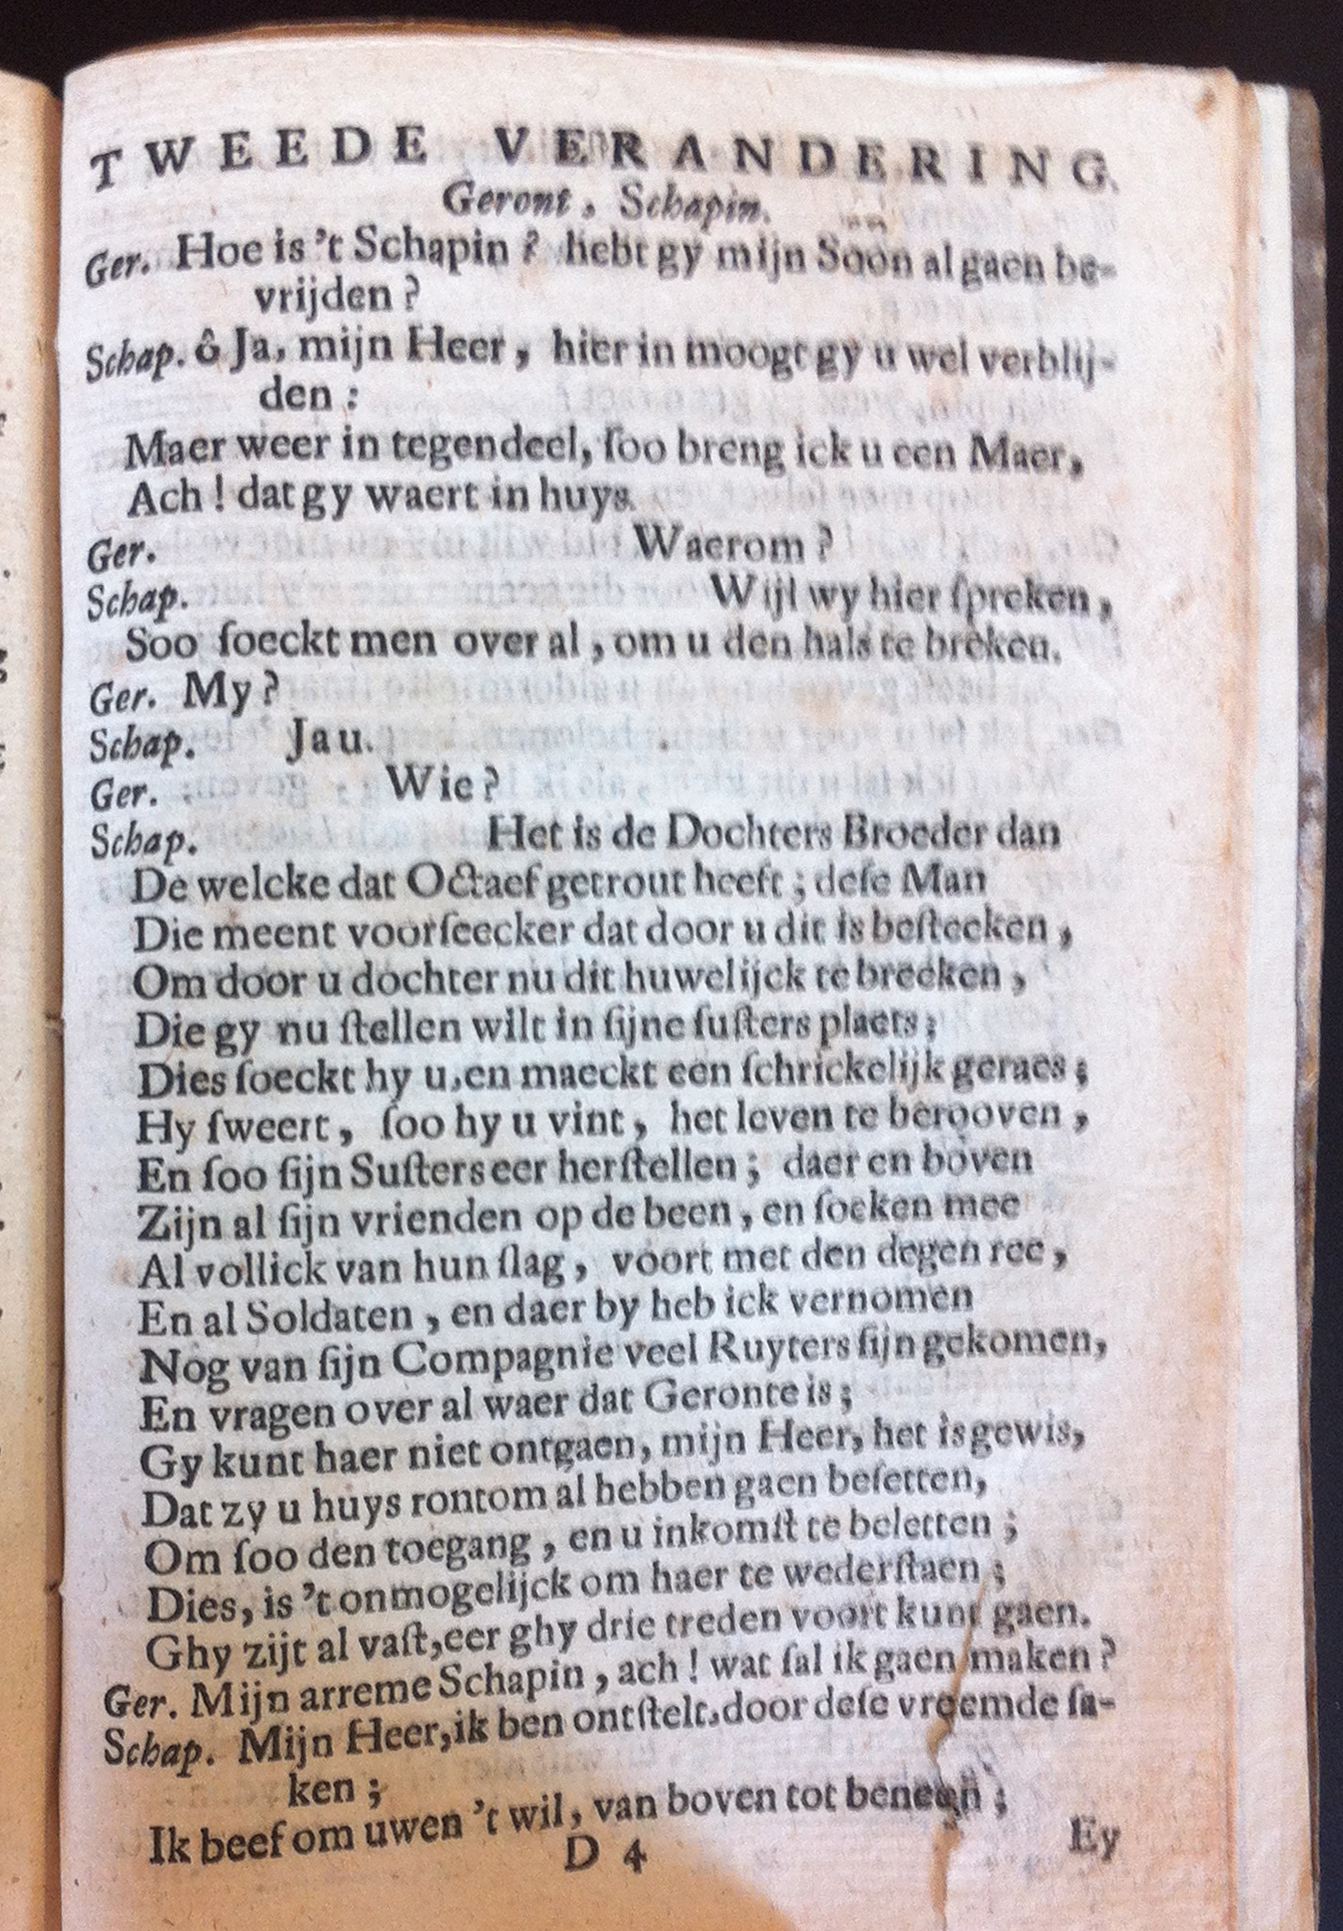 TWEEDE VERANDERING.
Geront, Schapin.
Ger. Hoe is 't Schapin? hebt gy mijn Soon al gaen be-
vrijden?
Schap. ô Ja, mijn Heer, hier in moogt gy u wel verblij-
den:
Maer weer in tegendeel, ſoo breng ick u een Maer,
Ach! dat gy waert in huys.
Ger. Waerom?
Schap. Wijl wy hier ſpreken,
Soo ſoeckt men over al, om u den hals te breken.
Ger. My?
Schap. Jau.
Ger. Wie?
Schap. Het is de Dochters Broeder dan
De welcke dat Octaef getrout heeft; deſe Man
Die meent voorſeecker dat door u dit is beſteeken,
Om door u dochter nu dit huwelijck te breeken,
Die gy nu ſtellen wilt in ſijne ſuſters plaets;
Dies ſoeckt hy u, en maeckt een ſchrickelijk geraes;
Hy ſweert, ſoo hy u vint, het leven te berooven,
En ſoo ſijn Suſters eer herſtellen; daer en boven
Zijn al ſijn vrienden op de been, en ſoeken mee
Al vollick van hun ſlag, voort met den degen ree,
En al Soldaten, en daer by heb ick vernomen
Nog van ſijn Compagnie veel Ruyters ſijn gekomen,
En vragen over al waer dat Geronte is;
Gy kunt haer niet ontgaen, mijn Heer, het is gewis,
Dat zy u huys rontom al hebben gaen beſetten,
Om ſoo den toegang, en u inkomſt te beletten;
Dies, is 't onmogelijck om haer te wederſtaen;
Ghy zijt al vaſt, eer ghy drie treden voort kunt gaen.
Ger. Mijn arreme Schapin, ach! wat ſal ik gaen maken?
Schap. Mijn Heer, ik ben ontſtelt, door deſe vreemde ſa-
ken;
Ik beef om uwen 't wil, van boven tot beneen;
D 4 Ey